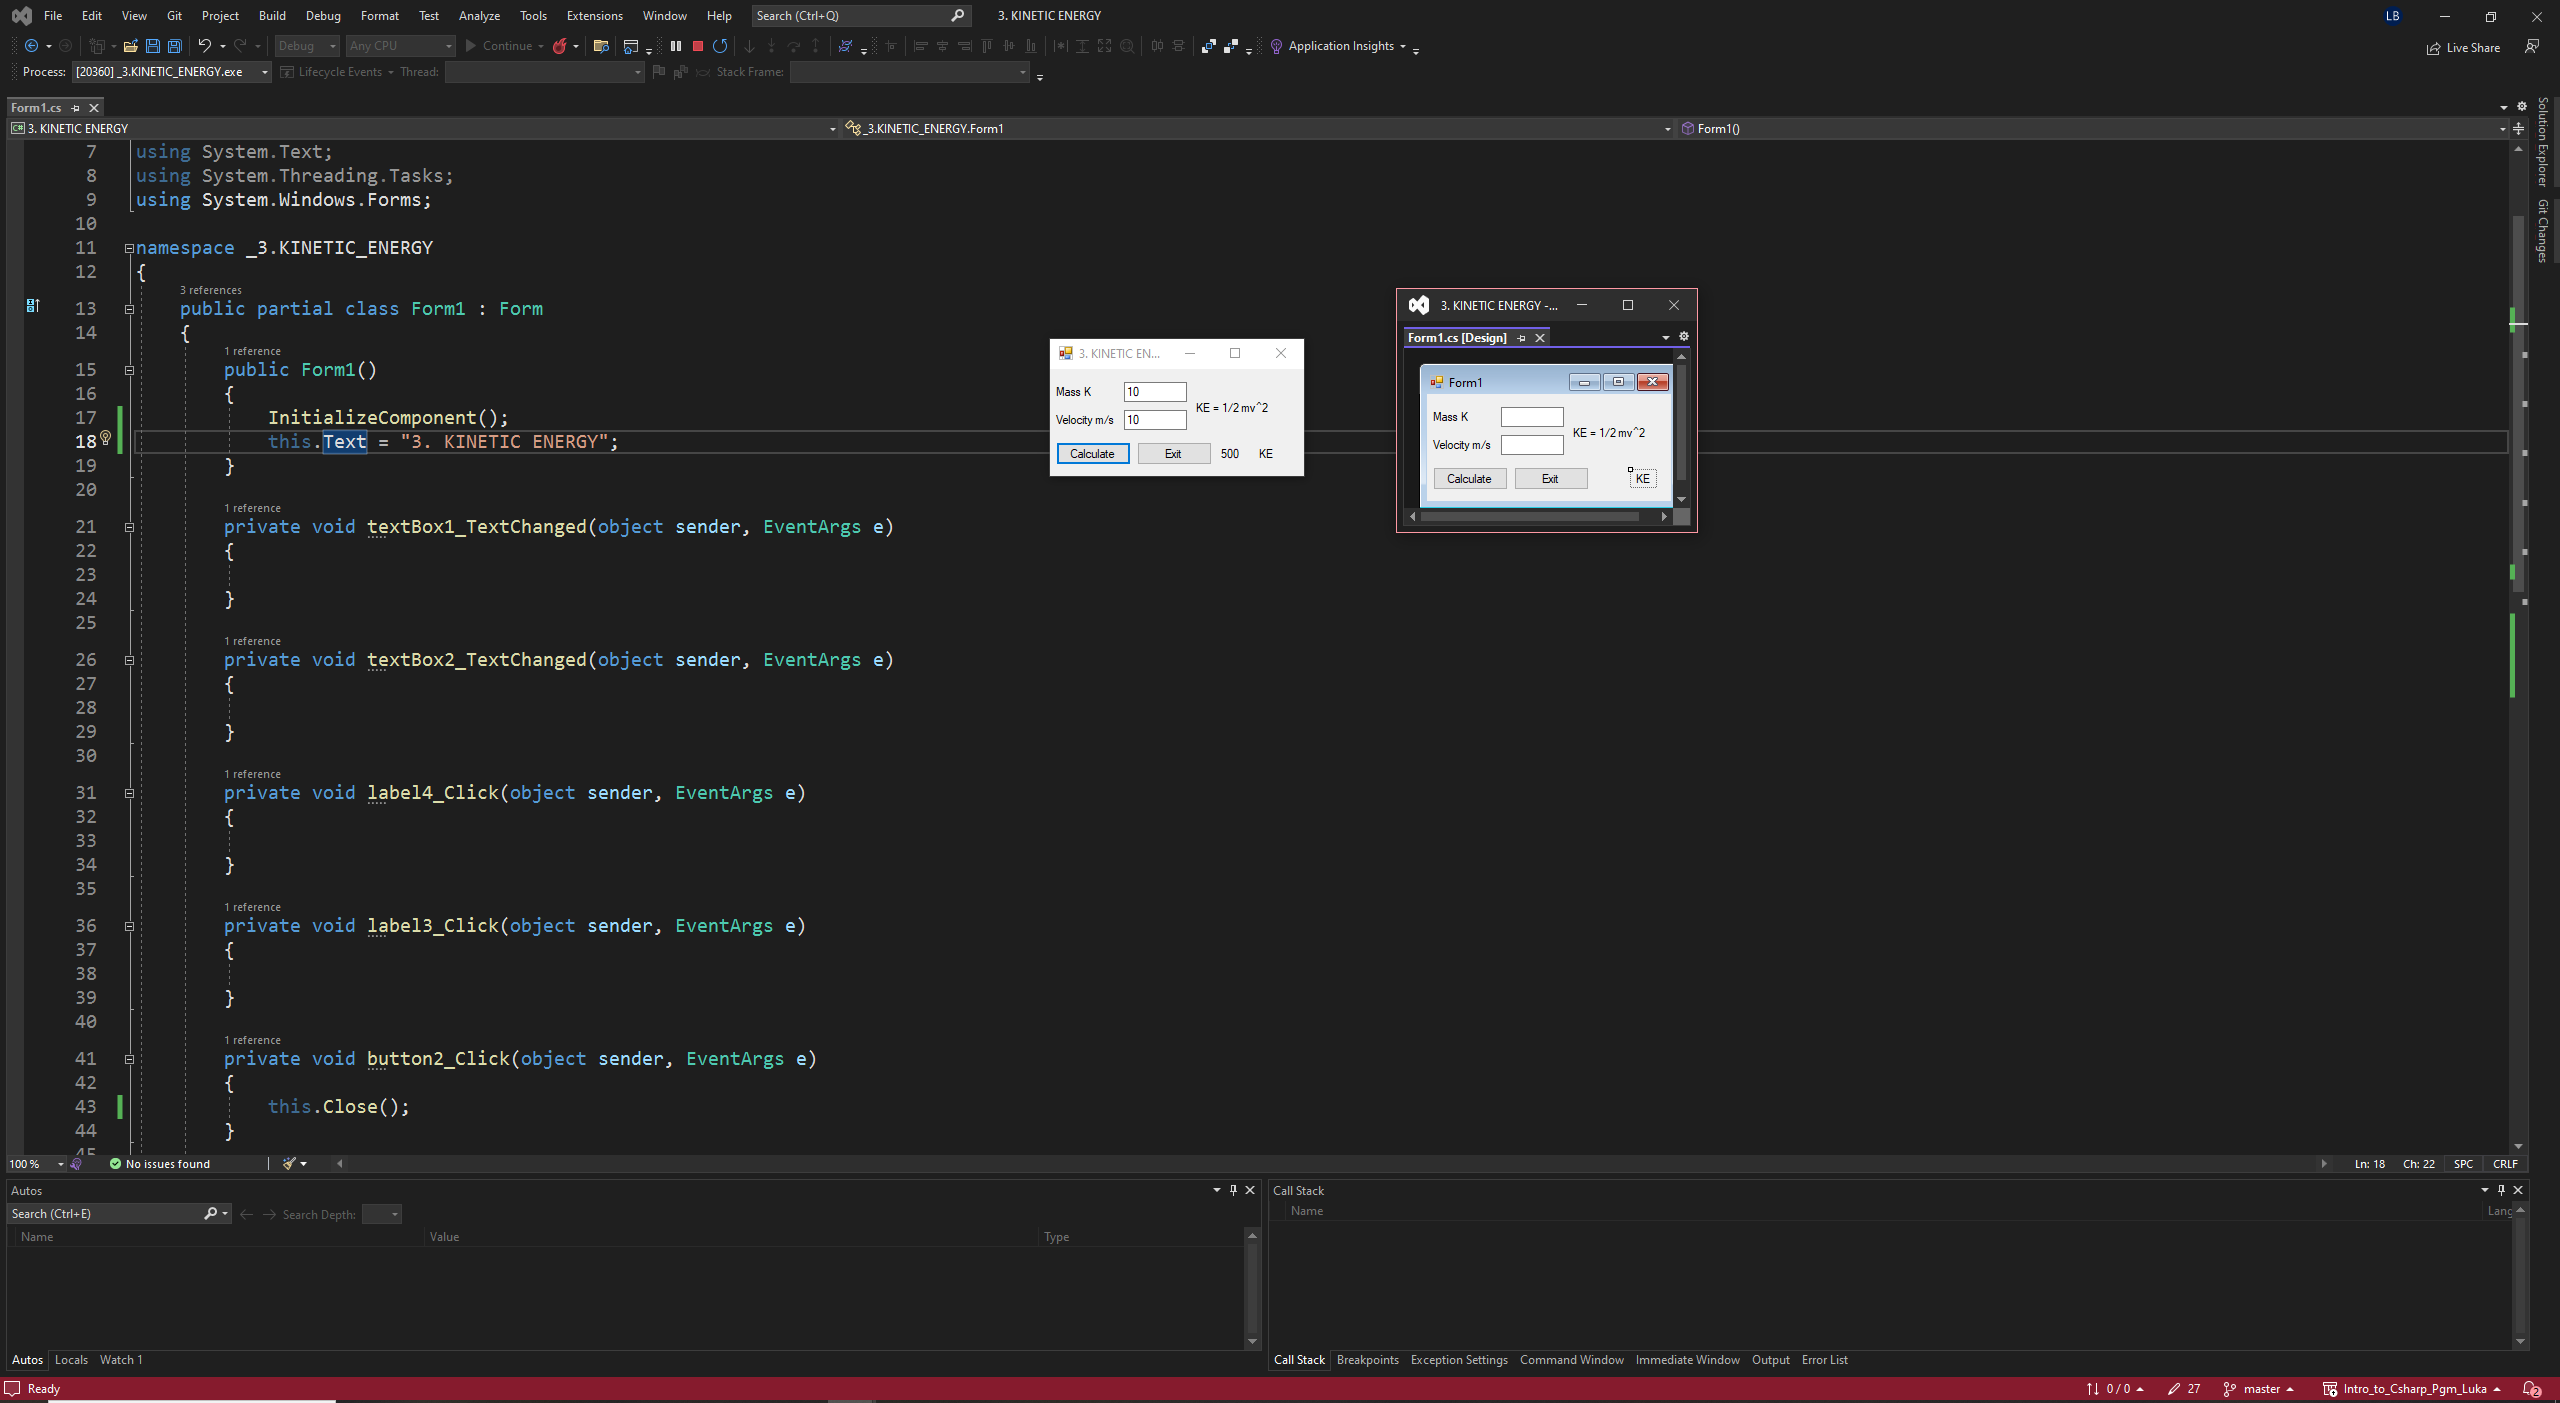 File Edit View Git Project Build Debug Format Test Analyze Tools Extensions Window Help Search (Ctrl+Q) 3. KINETIC ENERGY LB
Debug Any CPU Continue Application Insights Live Share
Process: [20360] _3.KINETIC_ENERGY.exe Lifecycle Events Thread: Stack Frame:
Form1.cs
3. KINETIC ENERGY _3.KINETIC_ENERGY.Form1 Form1()
7 using System.Text;
8 using System.Threading.Tasks;
9 using System.Windows.Forms;
10
11 namespace _3.KINETIC_ENERGY
12 {
3 references
13 public partial class Form1 : Form
14 {
1 reference
15 public Form1()
16 {
17 InitializeComponent();
18 this.Text = "3. KINETIC ENERGY";
19 }
20
1 reference
21 private void textBox1_TextChanged(object sender, EventArgs e)
22 {
23
24 }
25
1 reference
26 private void textBox2_TextChanged(object sender, EventArgs e)
27 {
28
29 }
30
1 reference
31 private void label4_Click(object sender, EventArgs e)
32 {
33
34 }
35
1 reference
36 private void label3_Click(object sender, EventArgs e)
37 {
38
39 }
40
1 reference
41 private void button2_Click(object sender, EventArgs e)
42 {
43 this.Close();
44 }
45
3. KINETIC EN...
Mass K 10
KE = 1/2 mv^2
Velocity m/s 10
Calculate Exit 500 KE
3. KINETIC ENERGY -...
Form1.cs [Design]
Form1
Mass K
KE = 1/2 mv^2
Velocity m/s
Calculate Exit KE
Solution Explorer
Git Changes
100 % No issues found Ln: 18 Ch: 22 SPC CRLF
Autos
Search (Ctrl+E) Search Depth:
Name Value Type
Autos Locals Watch 1
Call Stack
Name Lang
Call Stack Breakpoints Exception Settings Command Window Immediate Window Output Error List
Ready 0 / 0 27 master Intro_to_Csharp_Pgm_Luka 2